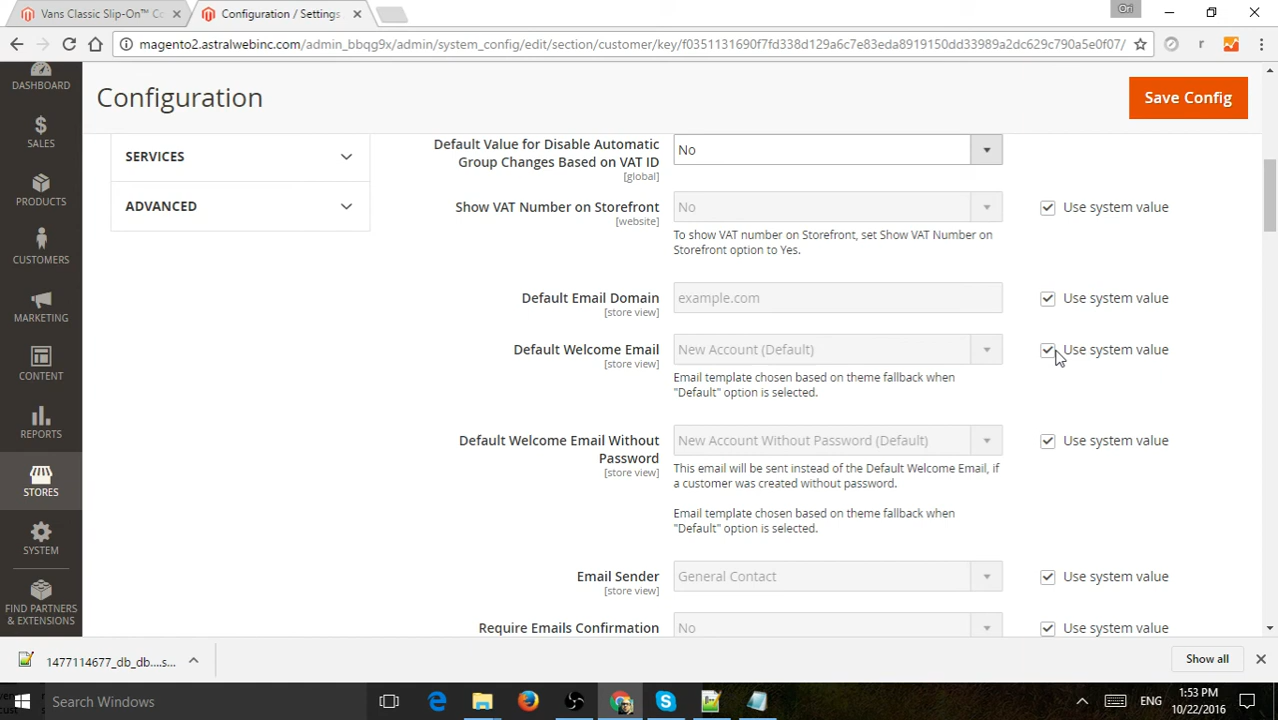 Vans Classic Slip-On™ Co
Configuration / Settings
Ori
magento2.astralwebinc.com/admin_bbqg9x/admin/system_config/edit/section/customer/key/f0351131690f7fd338d129a6c7e83eda8919150dd33989a2dc629c790a5e0f07/
Configuration
Save Config
DASHBOARD
SALES
PRODUCTS
CUSTOMERS
MARKETING
CONTENT
REPORTS
STORES
SYSTEM
FIND PARTNERS
& EXTENSIONS
SERVICES
ADVANCED
Default Value for Disable Automatic
Group Changes Based on VAT ID
[global]
No
Show VAT Number on Storefront
[website]
No
Use system value
To show VAT number on Storefront, set Show VAT Number on
Storefront option to Yes.
Default Email Domain
[store view]
example.com
Use system value
Default Welcome Email
[store view]
New Account (Default)
Use system value
Email template chosen based on theme fallback when
"Default" option is selected.
Default Welcome Email Without
Password
[store view]
New Account Without Password (Default)
Use system value
This email will be sent instead of the Default Welcome Email, if
a customer was created without password.
Email template chosen based on theme fallback when
"Default" option is selected.
Email Sender
[store view]
General Contact
Use system value
Require Emails Confirmation
No
Use system value
1477114677_db_db....s...
Show all
Search Windows
ENG
1:53 PM
10/22/2016